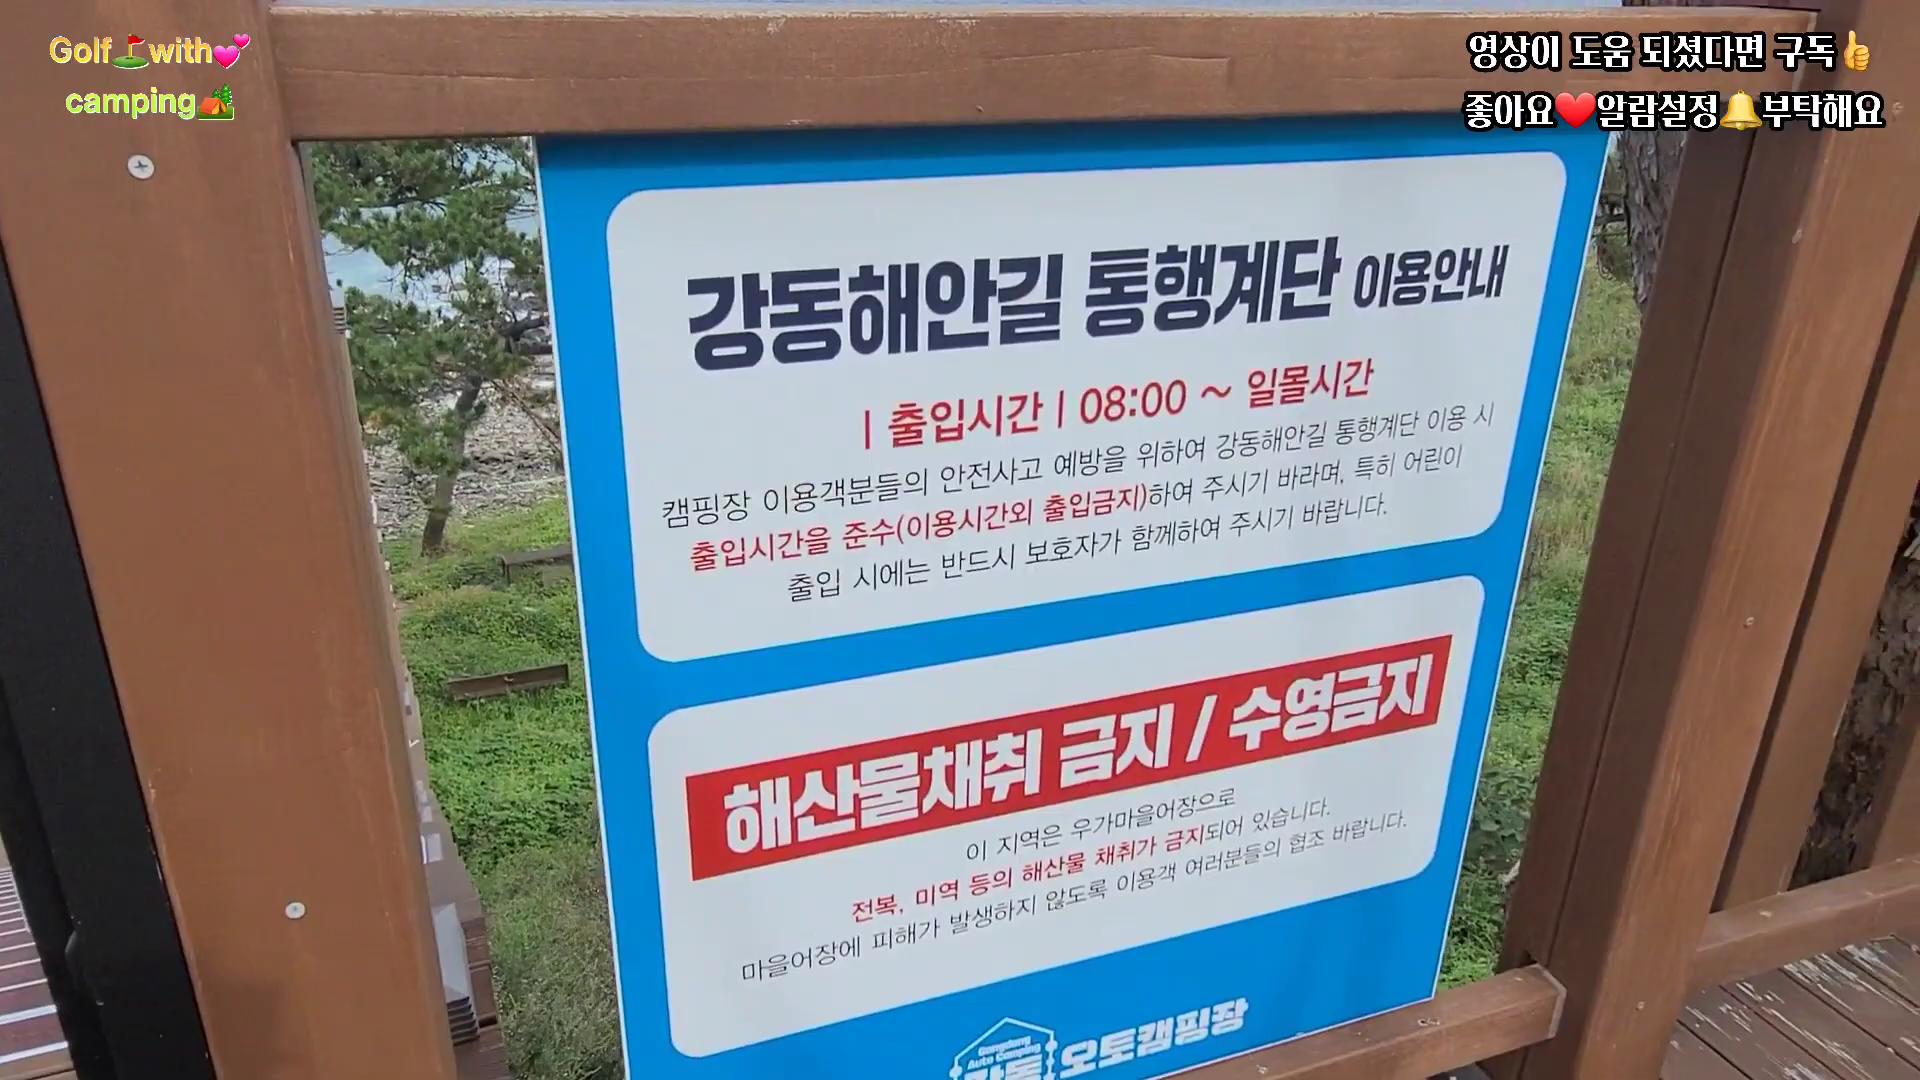 Golf⛳with💕
camping🏕
영상이 도움 되셨다면 구독👍
좋아요❤알람설정🔔부탁해요
강동해안길 통행계단 이용안내
| 출입시간 | 08:00 ~ 일몰시간
캠핑장 이용객분들의 안전사고 예방을 위하여 강동해안길 통행계단 이용 시
출입시간을 준수(이용시간외 출입금지)하여 주시기 바라며, 특히 어린이
출입 시에는 반드시 보호자가 함께하여 주시기 바랍니다.
해산물채취 금지 / 수영금지
이 지역은 우가마을어장으로
전복, 미역 등의 해산물 채취가 금지되어 있습니다.
마을어장에 피해가 발생하지 않도록 이용객 여러분들의 협조 바랍니다.
Gangdong
Auto Camping
강동 오토캠핑장